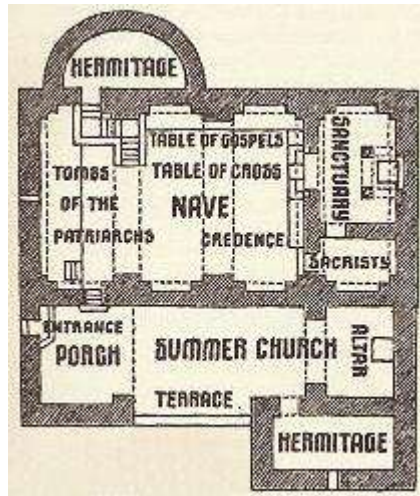 HERMITAGE
TABLE OF GOSPELS
TABLE OF CROSS
TOMBS
OF THE
PATRIARCHS
NAVE
CREDENCE
SANCTUARY
SACRISTY
ENTRANCE
PORCH
SUMMER CHURCH
ALTAR
TERRACE
HERMITAGE